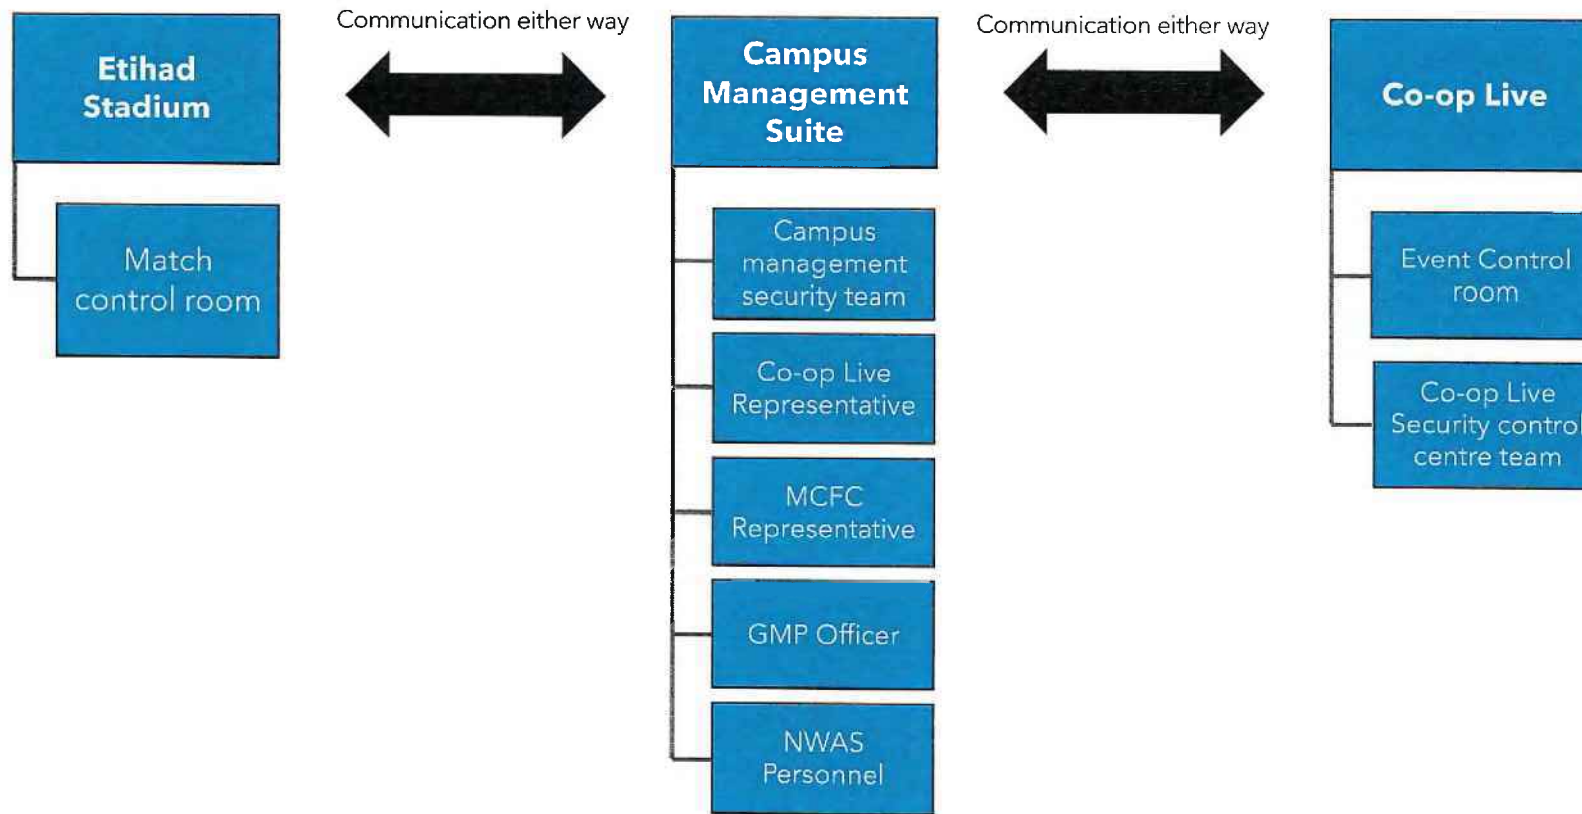 Communication either way
Communication either way
Etihad
Stadium
Campus
Management
Suite
Co-op Live
Match
control room
Campus
management
security team
Event Control
room
Co-op Live
Representative
Co-op Live
Security control
centre team
MCFC
Representative
GMP Officer
NWAS
Personnel